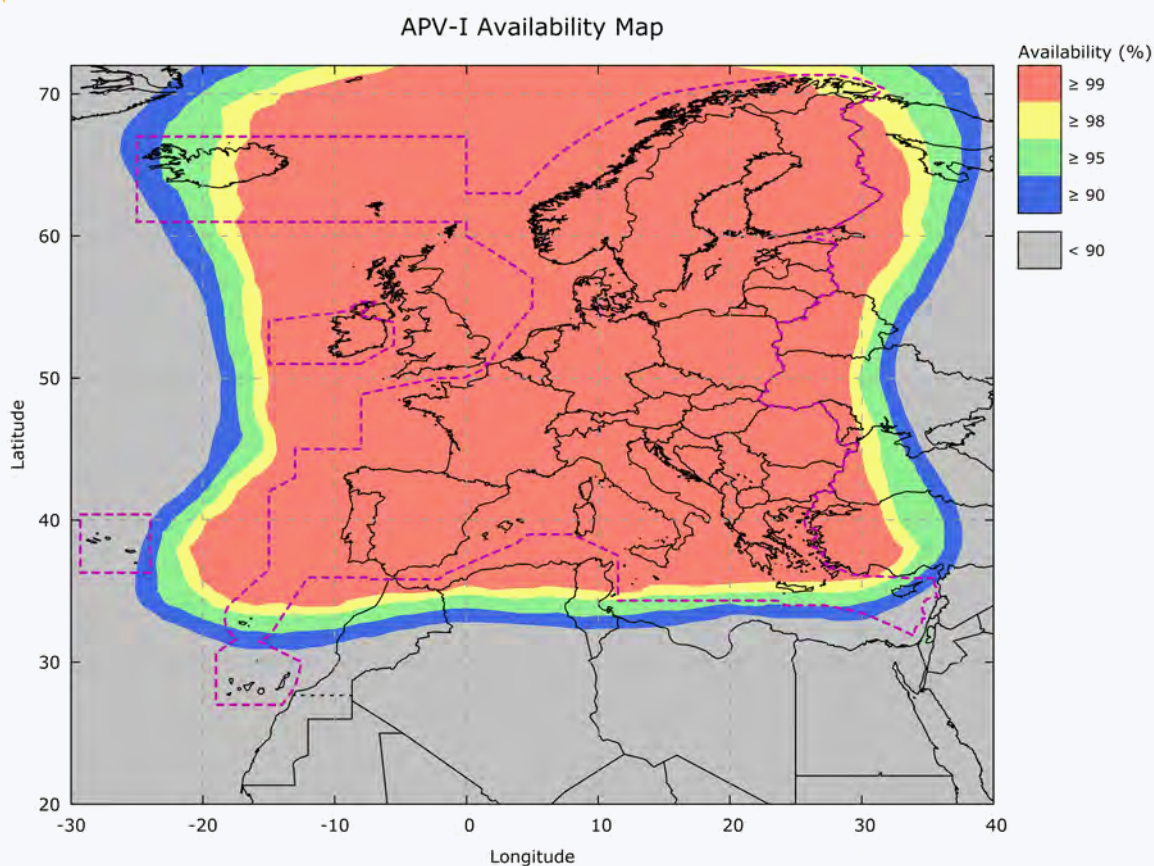 APV-I Availability Map
Availability (%)
≥ 99
≥ 98
≥ 95
≥ 90
< 90
70
60
50
40
30
20
Latitude
-30 -20 -10 0 10 20 30 40
Longitude